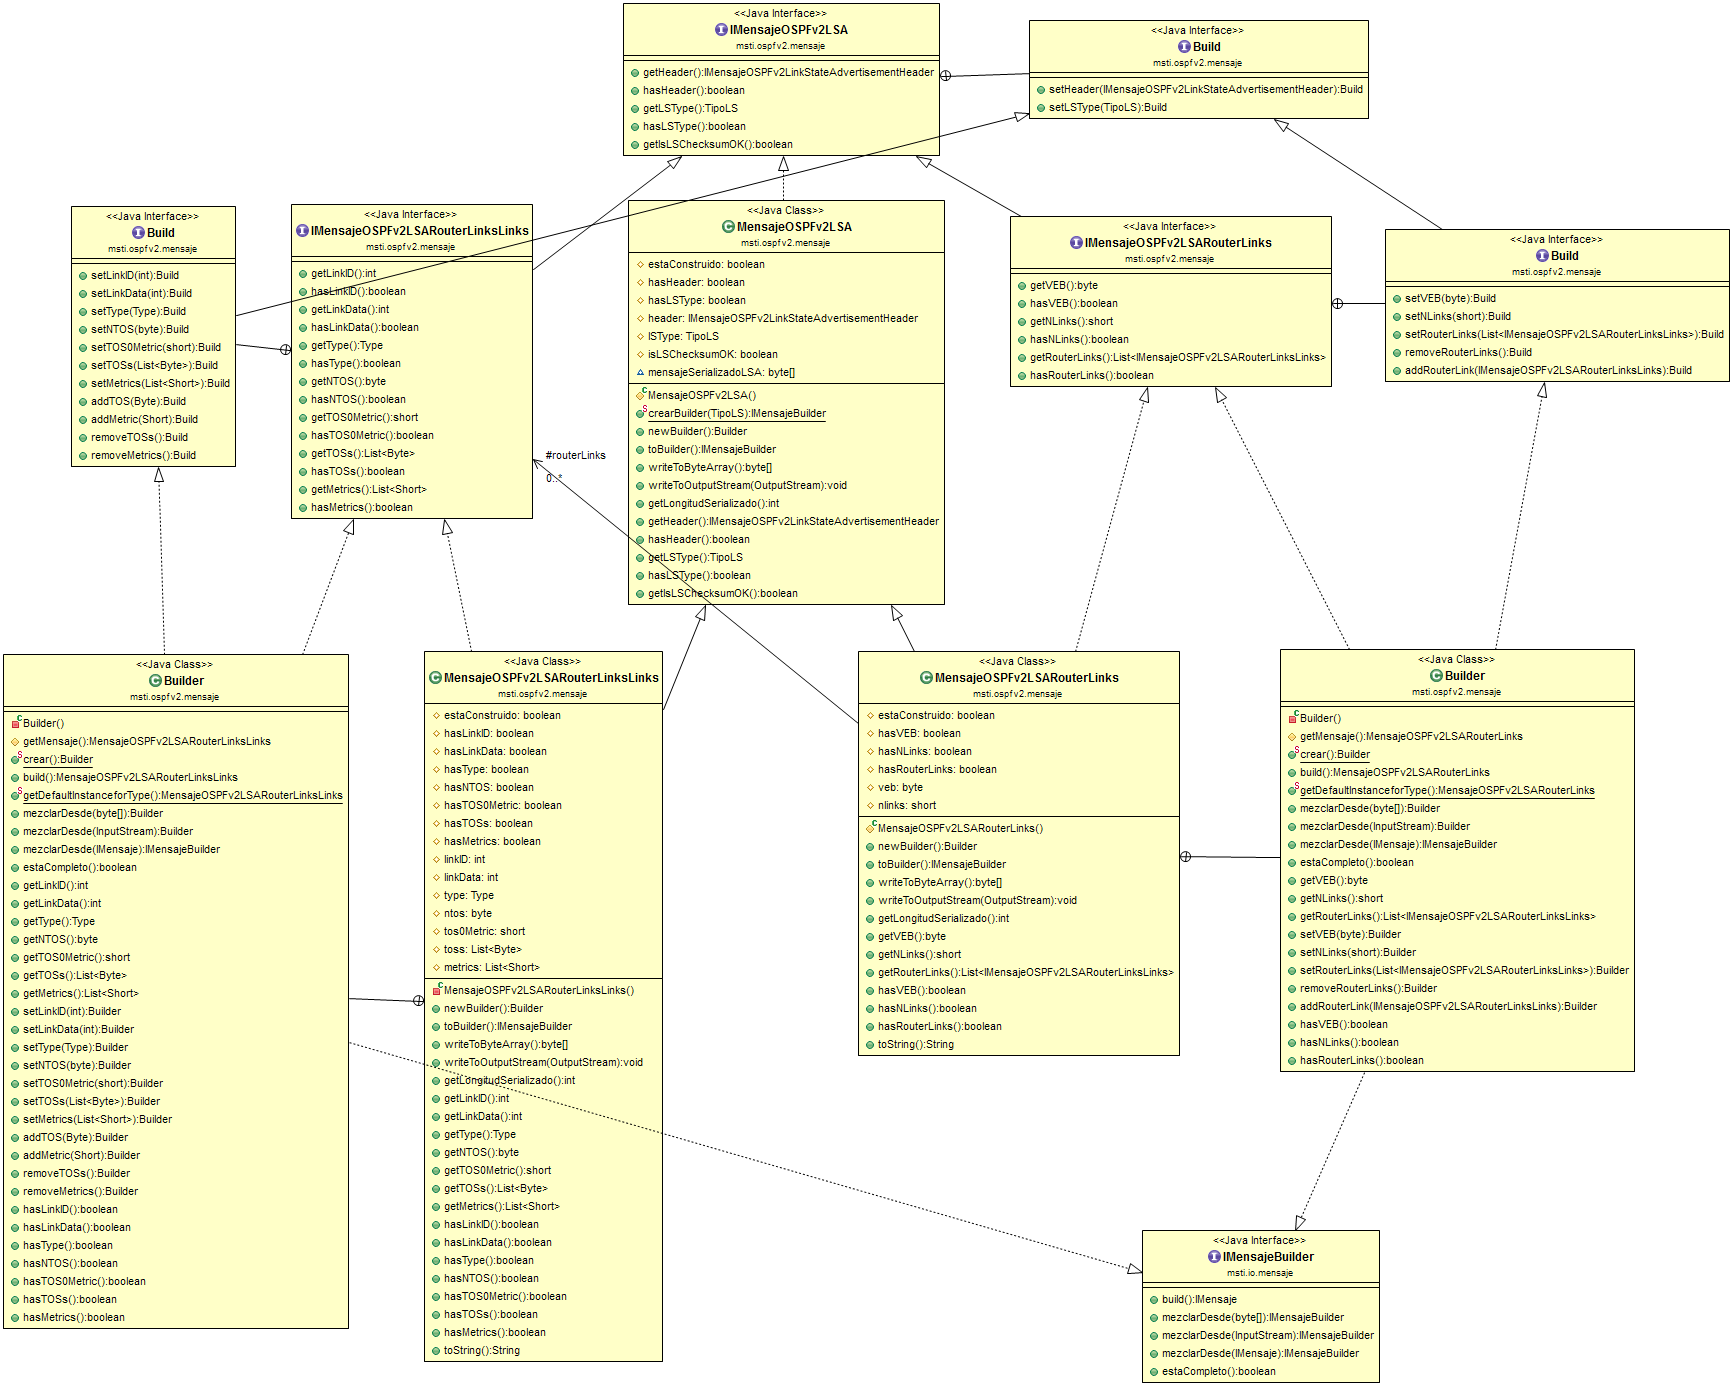 <<Java Interface>>
IMensajeOSPFv2LSA
msti.ospfv2.mensaje
getHeader():IMensajeOSPFv2LinkStateAdvertisementHeader
hasHeader():boolean
getLSType():TipoLS
hasLSType():boolean
getIsLSChecksumOK():boolean
<<Java Interface>>
Build
msti.ospfv2.mensaje
setHeader(IMensajeOSPFv2LinkStateAdvertisementHeader):Build
setLSType(TipoLS):Build
<<Java Interface>>
Build
msti.ospfv2.mensaje
setLinkID(int):Build
setLinkData(int):Build
setType(Type):Build
setNTOS(byte):Build
setTOS0Metric(short):Build
setTOSs(List<Byte>):Build
setMetrics(List<Short>):Build
addTOS(Byte):Build
addMetric(Short):Build
removeTOSs():Build
removeMetrics():Build
<<Java Interface>>
IMensajeOSPFv2LSARouterLinksLinks
msti.ospfv2.mensaje
getLinkID():int
hasLinkID():boolean
getLinkData():int
hasLinkData():boolean
getType():Type
hasType():boolean
getNTOS():byte
hasNTOS():boolean
getTOS0Metric():short
hasTOS0Metric():boolean
getTOSs():List<Byte>
hasTOSs():boolean
getMetrics():List<Short>
hasMetrics():boolean
#routerLinks
0..*
<<Java Class>>
MensajeOSPFv2LSA
msti.ospfv2.mensaje
estaConstruido: boolean
hasHeader: boolean
hasLSType: boolean
header: IMensajeOSPFv2LinkStateAdvertisementHeader
lSType: TipoLS
isLSChecksumOK: boolean
mensajeSerializadoLSA: byte[]
MensajeOSPFv2LSA()
crearBuilder(TipoLS):IMensajeBuilder
newBuilder():Builder
toBuilder():IMensajeBuilder
writeToByteArray():byte[]
writeToOutputStream(OutputStream):void
getLongitudSerializado():int
getHeader():IMensajeOSPFv2LinkStateAdvertisementHeader
hasHeader():boolean
getLSType():TipoLS
hasLSType():boolean
getIsLSChecksumOK():boolean
<<Java Interface>>
IMensajeOSPFv2LSARouterLinks
msti.ospfv2.mensaje
getVEB():byte
hasVEB():boolean
getNLinks():short
hasNLinks():boolean
getRouterLinks():List<IMensajeOSPFv2LSARouterLinksLinks>
hasRouterLinks():boolean
<<Java Interface>>
Build
msti.ospfv2.mensaje
setVEB(byte):Build
setNLinks(short):Build
setRouterLinks(List<IMensajeOSPFv2LSARouterLinksLinks>):Build
removeRouterLinks():Build
addRouterLink(IMensajeOSPFv2LSARouterLinksLinks):Build
<<Java Class>>
Builder
msti.ospfv2.mensaje
Builder()
getMensaje():MensajeOSPFv2LSARouterLinksLinks
crear():Builder
build():MensajeOSPFv2LSARouterLinksLinks
getDefaultInstanceforType():MensajeOSPFv2LSARouterLinksLinks
mezclarDesde(byte[]):Builder
mezclarDesde(InputStream):Builder
mezclarDesde(IMensaje):IMensajeBuilder
estaCompleto():boolean
getLinkID():int
getLinkData():int
getType():Type
getNTOS():byte
getTOS0Metric():short
getTOSs():List<Byte>
getMetrics():List<Short>
setLinkID(int):Builder
setLinkData(int):Builder
setType(Type):Builder
setNTOS(byte):Builder
setTOS0Metric(short):Builder
setTOSs(List<Byte>):Builder
setMetrics(List<Short>):Builder
addTOS(Byte):Builder
addMetric(Short):Builder
removeTOSs():Builder
removeMetrics():Builder
hasLinkID():boolean
hasLinkData():boolean
hasType():boolean
hasNTOS():boolean
hasTOS0Metric():boolean
hasTOSs():boolean
hasMetrics():boolean
<<Java Class>>
MensajeOSPFv2LSARouterLinksLinks
msti.ospfv2.mensaje
estaConstruido: boolean
hasLinkID: boolean
hasLinkData: boolean
hasType: boolean
hasNTOS: boolean
hasTOS0Metric: boolean
hasTOSs: boolean
hasMetrics: boolean
linkID: int
linkData: int
type: Type
ntos: byte
tos0Metric: short
toss: List<Byte>
metrics: List<Short>
MensajeOSPFv2LSARouterLinksLinks()
newBuilder():Builder
toBuilder():IMensajeBuilder
writeToByteArray():byte[]
writeToOutputStream(OutputStream):void
getLongitudSerializado():int
getLinkID():int
getLinkData():int
getType():Type
getNTOS():byte
getTOS0Metric():short
getTOSs():List<Byte>
getMetrics():List<Short>
hasLinkID():boolean
hasLinkData():boolean
hasType():boolean
hasNTOS():boolean
hasTOS0Metric():boolean
hasTOSs():boolean
hasMetrics():boolean
toString():String
<<Java Class>>
MensajeOSPFv2LSARouterLinks
msti.ospfv2.mensaje
estaConstruido: boolean
hasVEB: boolean
hasNLinks: boolean
hasRouterLinks: boolean
veb: byte
nlinks: short
MensajeOSPFv2LSARouterLinks()
newBuilder():Builder
toBuilder():IMensajeBuilder
writeToByteArray():byte[]
writeToOutputStream(OutputStream):void
getLongitudSerializado():int
getVEB():byte
getNLinks():short
getRouterLinks():List<IMensajeOSPFv2LSARouterLinksLinks>
hasVEB():boolean
hasNLinks():boolean
hasRouterLinks():boolean
toString():String
<<Java Class>>
Builder
msti.ospfv2.mensaje
Builder()
getMensaje():MensajeOSPFv2LSARouterLinks
crear():Builder
build():MensajeOSPFv2LSARouterLinks
getDefaultInstanceforType():MensajeOSPFv2LSARouterLinks
mezclarDesde(byte[]):Builder
mezclarDesde(InputStream):Builder
mezclarDesde(IMensaje):IMensajeBuilder
estaCompleto():boolean
getVEB():byte
getNLinks():short
getRouterLinks():List<IMensajeOSPFv2LSARouterLinksLinks>
setVEB(byte):Builder
setNLinks(short):Builder
setRouterLinks(List<IMensajeOSPFv2LSARouterLinksLinks>):Builder
removeRouterLinks():Builder
addRouterLink(IMensajeOSPFv2LSARouterLinksLinks):Builder
hasVEB():boolean
hasNLinks():boolean
hasRouterLinks():boolean
<<Java Interface>>
IMensajeBuilder
msti.io.mensaje
build():IMensaje
mezclarDesde(byte[]):IMensajeBuilder
mezclarDesde(InputStream):IMensajeBuilder
mezclarDesde(IMensaje):IMensajeBuilder
estaCompleto():boolean